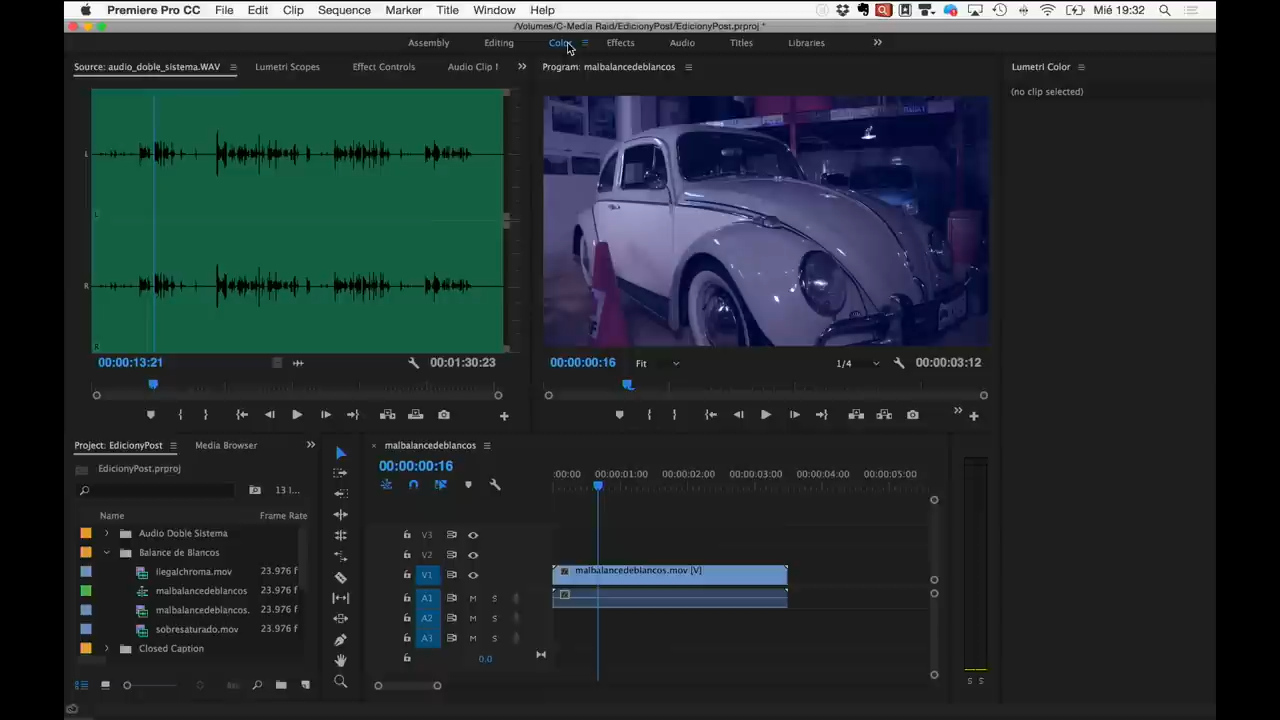 Premiere Pro CC File Edit Clip Sequence Marker Title Window Help Mié 19:32
/Volumes/C-Media Raid/EdicionyPost/EdicionyPost.prproj *
Assembly Editing Color Effects Audio Titles Libraries
Source: audio_doble_sistema.WAV Lumetri Scopes Effect Controls Audio Clip Program: malbalancedeblancos Lumetri Color
(no clip selected)
L
L
R
R
00:00:13:21 00:01:30:23 00:00:00:16 Fit 1/4 00:00:03:12
Project: EdicionyPost Media Browser malbalancedeblancos
EdicionyPost.prproj 00:00:00:16
:00:00 00:00:01:00 00:00:02:00 00:00:03:00 00:00:04:00 00:00:05:00
13 I...
Name Frame Rate
Audio Doble Sistema V3
Balance de Blancos V2
ilegalchroma.mov 23.976 f V1 malbalancedeblancos.mov [V]
malbalancedeblancos 23.976 f A1 M S
malbalancedeblancos. 23.976 f A2 M S
sobresaturado.mov 23.976 f A3 M S
Closed Caption 0.0
S S